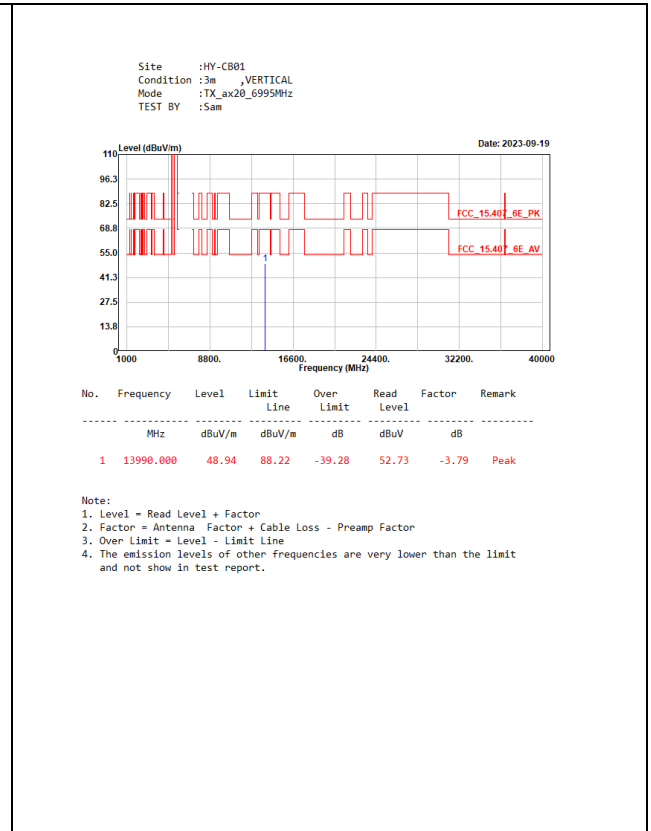 Site :HY-CB01
Condition :3m ,VERTICAL
Mode :TX_ax20_6995MHz
TEST BY :Sam
Level (dBuV/m) Date: 2023-09-19
110
96.3
82.5
FCC_15.407_6E_PK
68.8
55.0
FCC_15.407_6E_AV
1
41.3
27.5
13.8
0
1000 8800. 16600. 24400. 32200. 40000
Frequency (MHz)
No. Frequency Level Limit Over Read Factor Remark
Line Limit Level
------ ----------- -------- -------- --------- --------- -------- ---------
MHz dBuV/m dBuV/m dB dBuV dB
1 13990.000 48.94 88.22 -39.28 52.73 -3.79 Peak
Note:
1. Level = Read Level + Factor
2. Factor = Antenna Factor + Cable Loss - Preamp Factor
3. Over Limit = Level - Limit Line
4. The emission levels of other frequencies are very lower than the limit
and not show in test report.